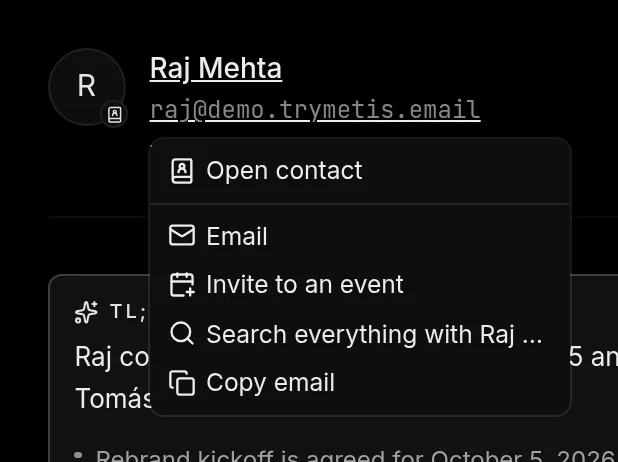 R
Raj Mehta
raj@demo.trymetis.email
Open contact
Email
Invite to an event
Search everything with Raj ...
Copy email
TL;
Raj co 5 an
Tomás
Rebrand kickoff is agreed for October 5, 2026